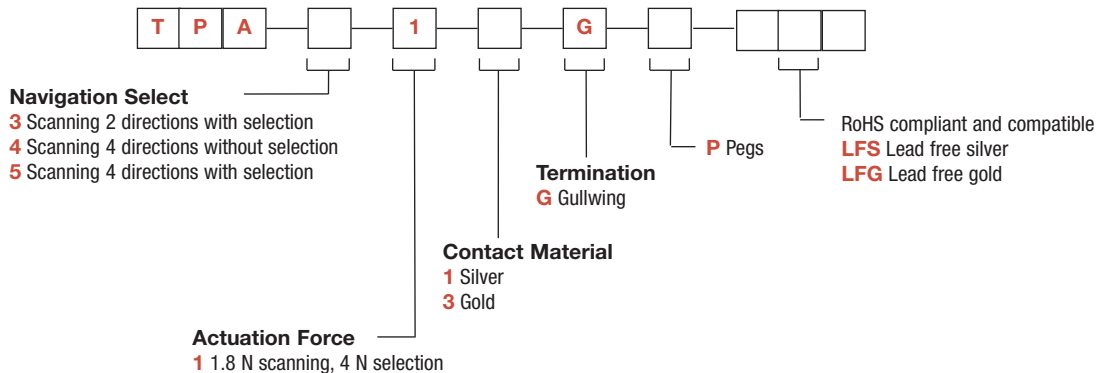 T P A 1 G
Navigation Select
3 Scanning 2 directions with selection
4 Scanning 4 directions without selection
5 Scanning 4 directions with selection
RoHS compliant and compatible
LFS Lead free silver
LFG Lead free gold
P Pegs
Termination
G Gullwing
Contact Material
1 Silver
3 Gold
Actuation Force
1 1.8 N scanning, 4 N selection